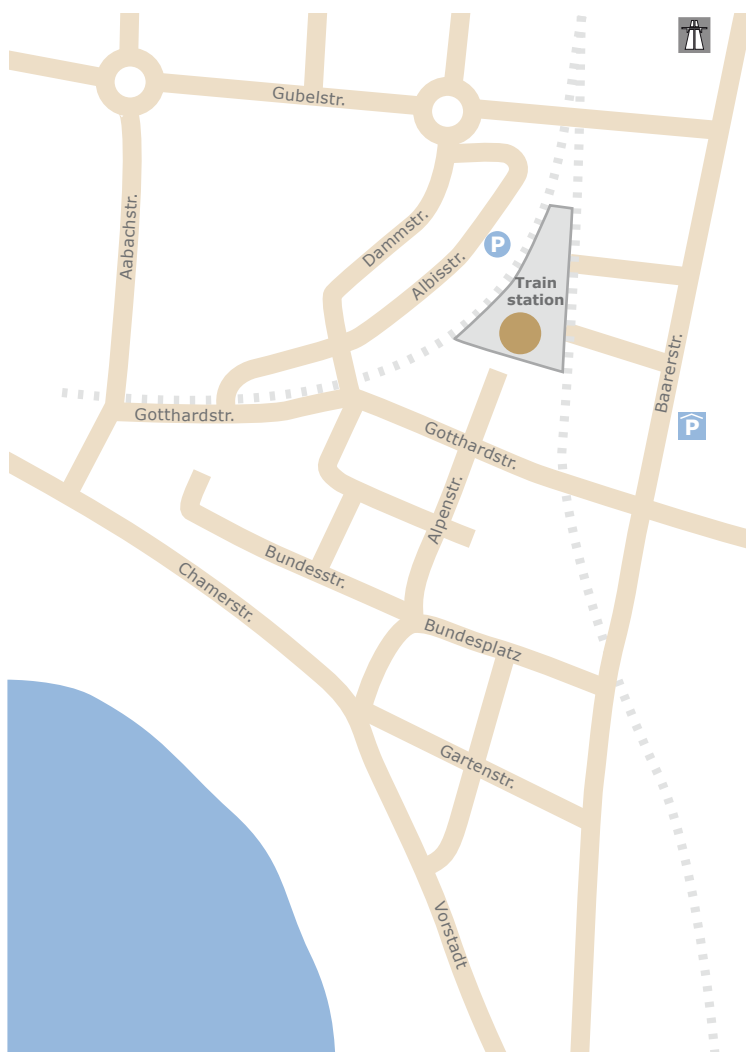 Gubelstr.
Aabachstr.
Dammstr.
Albisstr.
P
Train
station
Baarerstr.
P
Gotthardstr.
Gotthardstr.
Alpenstr.
Bundesstr.
Chamerstr.
Bundesplatz
Gartenstr.
Vorstadt